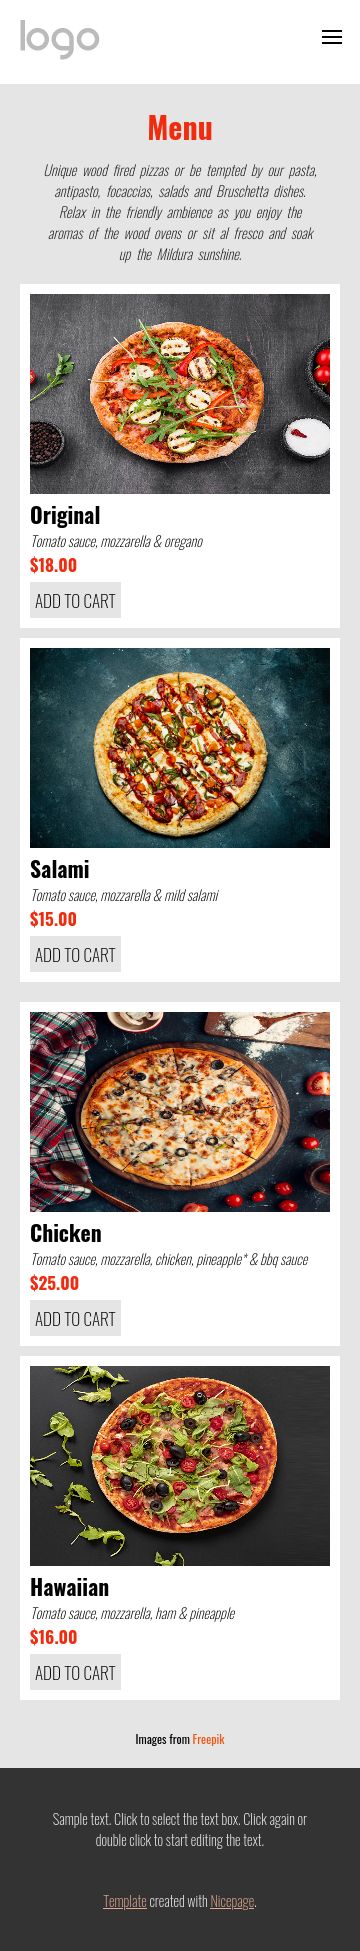 logo
Menu
Unique wood fired pizzas or be tempted by our pasta,
antipasto, focaccias, salads and Bruschetta dishes.
Relax in the friendly ambience as you enjoy the
aromas of the wood ovens or sit al fresco and soak
up the Mildura sunshine.
Original
Tomato sauce, mozzarella & oregano
$18.00
ADD TO CART
Salami
Tomato sauce, mozzarella & mild salami
$15.00
ADD TO CART
Chicken
Tomato sauce, mozzarella, chicken, pineapple* & bbq sauce
$25.00
ADD TO CART
Hawaiian
Tomato sauce, mozzarella, ham & pineapple
$16.00
ADD TO CART
Images from Freepik
Sample text. Click to select the text box. Click again or
double click to start editing the text.
Template created with Nicepage.